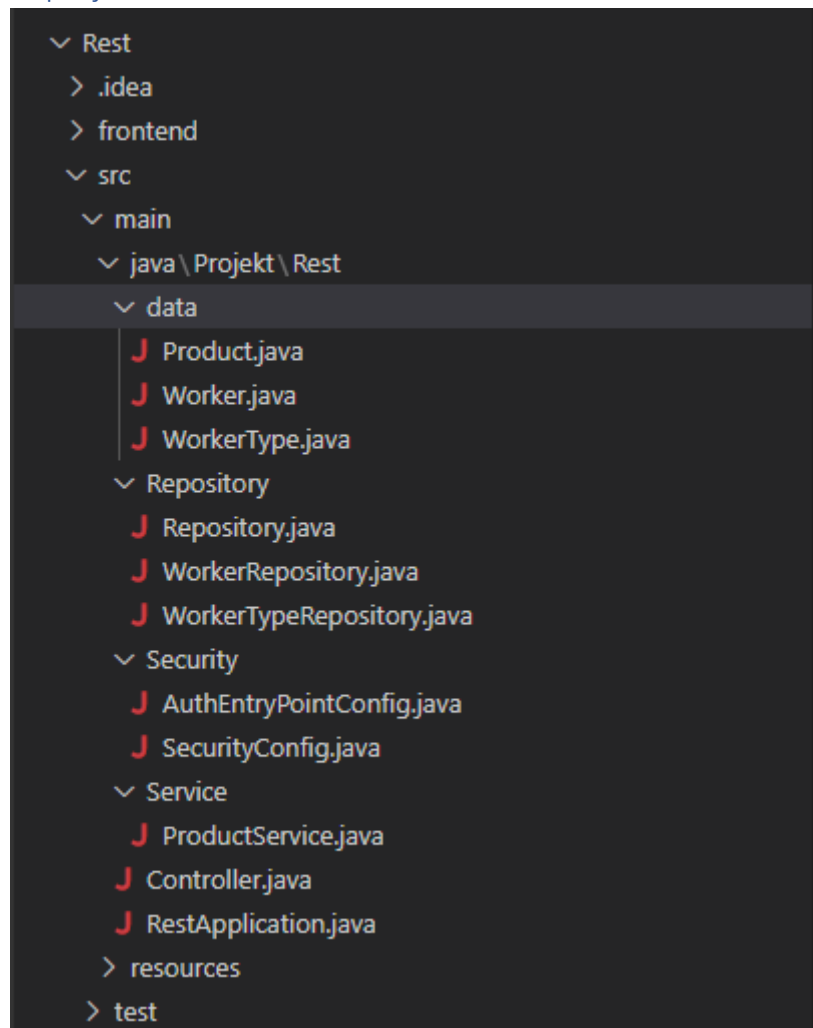 Rest
.idea
frontend
src
main
java\Projekt\Rest
data
J Product.java
J Worker.java
J WorkerType.java
Repository
J Repository.java
J WorkerRepository.java
J WorkerTypeRepository.java
Security
J AuthEntryPointConfig.java
J SecurityConfig.java
Service
J ProductService.java
J Controller.java
J RestApplication.java
resources
test